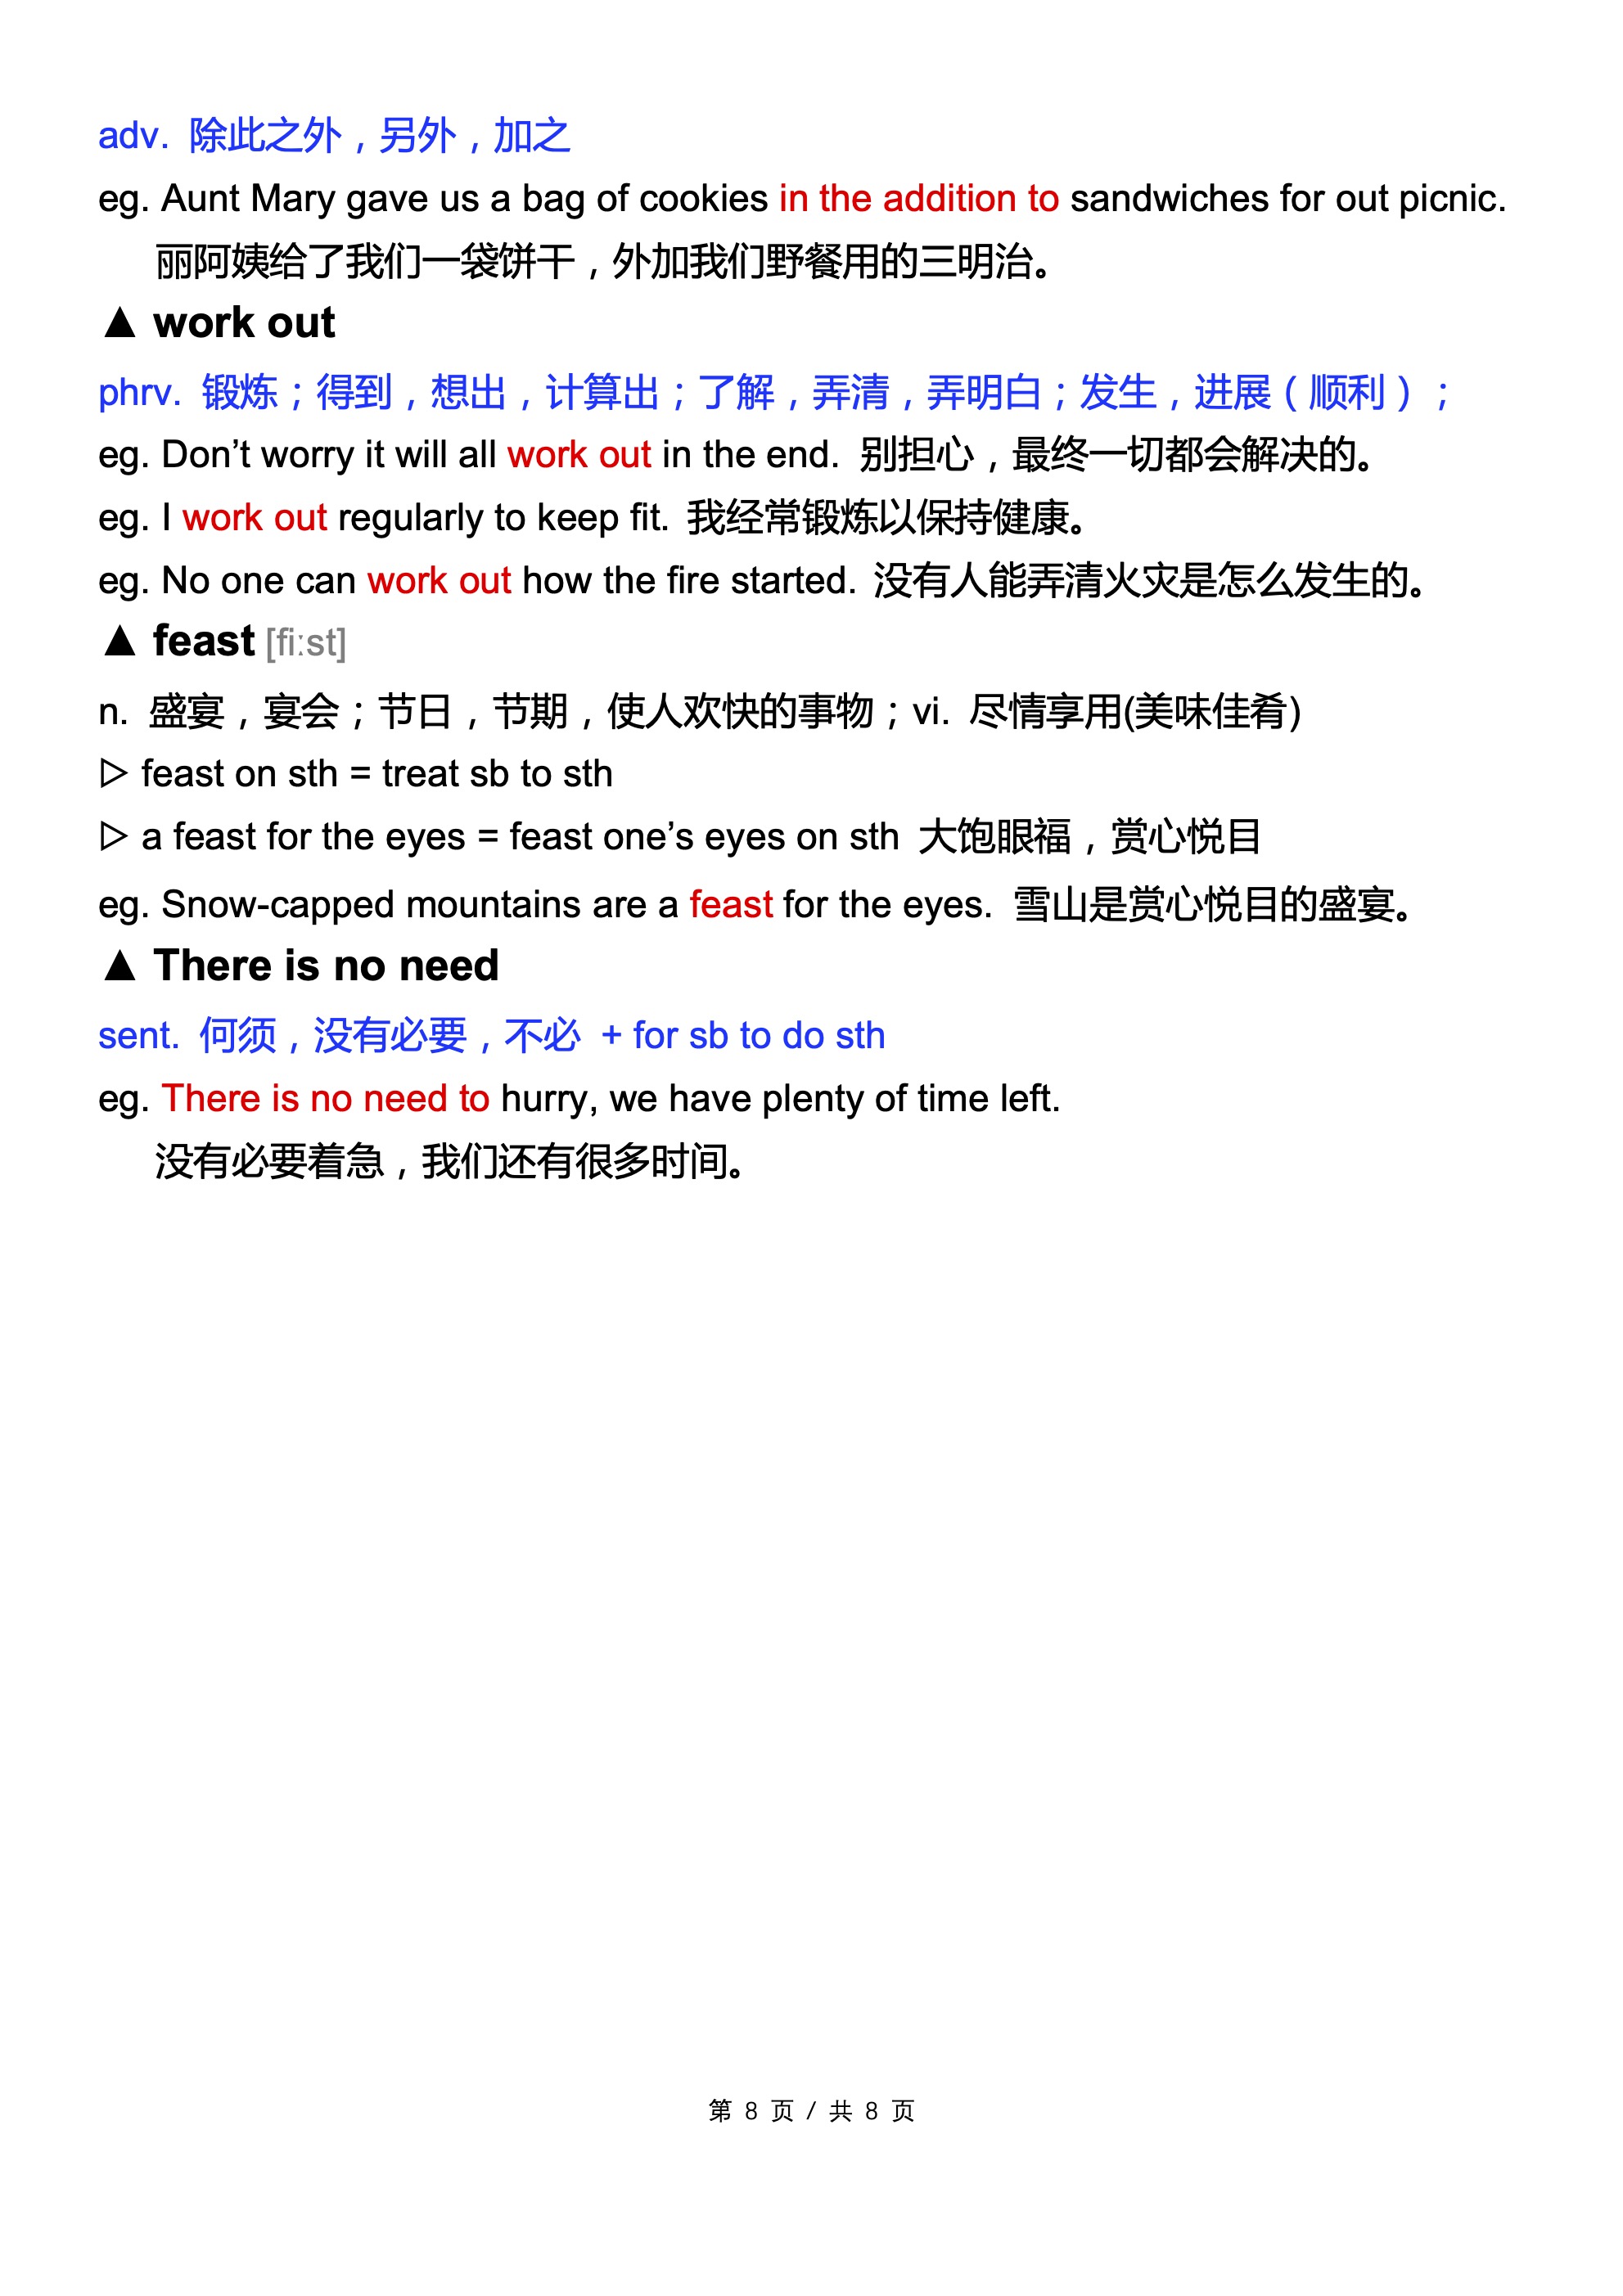 adv. 除此之外，另外，加之
eg. Aunt Mary gave us a bag of cookies in the addition to sandwiches for out picnic.
丽阿姨给了我们一袋饼干，外加我们野餐用的三明治。
▲ work out
phrv. 锻炼；得到，想出，计算出；了解，弄清，弄明白；发生，进展（顺利）；
eg. Don’t worry it will all work out in the end. 别担心，最终一切都会解决的。
eg. I work out regularly to keep fit. 我经常锻炼以保持健康。
eg. No one can work out how the fire started. 没有人能弄清火灾是怎么发生的。
▲ feast [fiːst]
n. 盛宴，宴会；节日，节期，使人欢快的事物；vi. 尽情享用(美味佳肴)
▷ feast on sth = treat sb to sth
▷ a feast for the eyes = feast one’s eyes on sth 大饱眼福，赏心悦目
eg. Snow-capped mountains are a feast for the eyes. 雪山是赏心悦目的盛宴。
▲ There is no need
sent. 何须，没有必要，不必 + for sb to do sth
eg. There is no need to hurry, we have plenty of time left.
没有必要着急，我们还有很多时间。
第 8 页 / 共 8 页